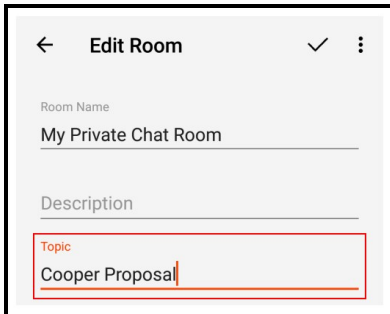 Edit Room
Room Name
My Private Chat Room
Description
Topic
Cooper Proposal